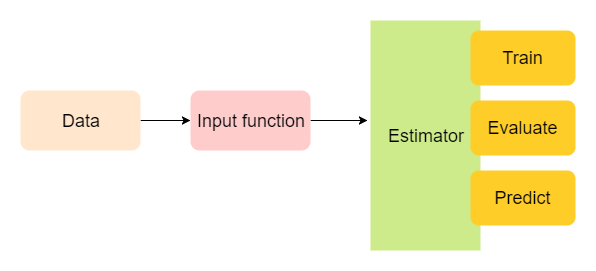 Data
Input function
Estimator
Train
Evaluate
Predict